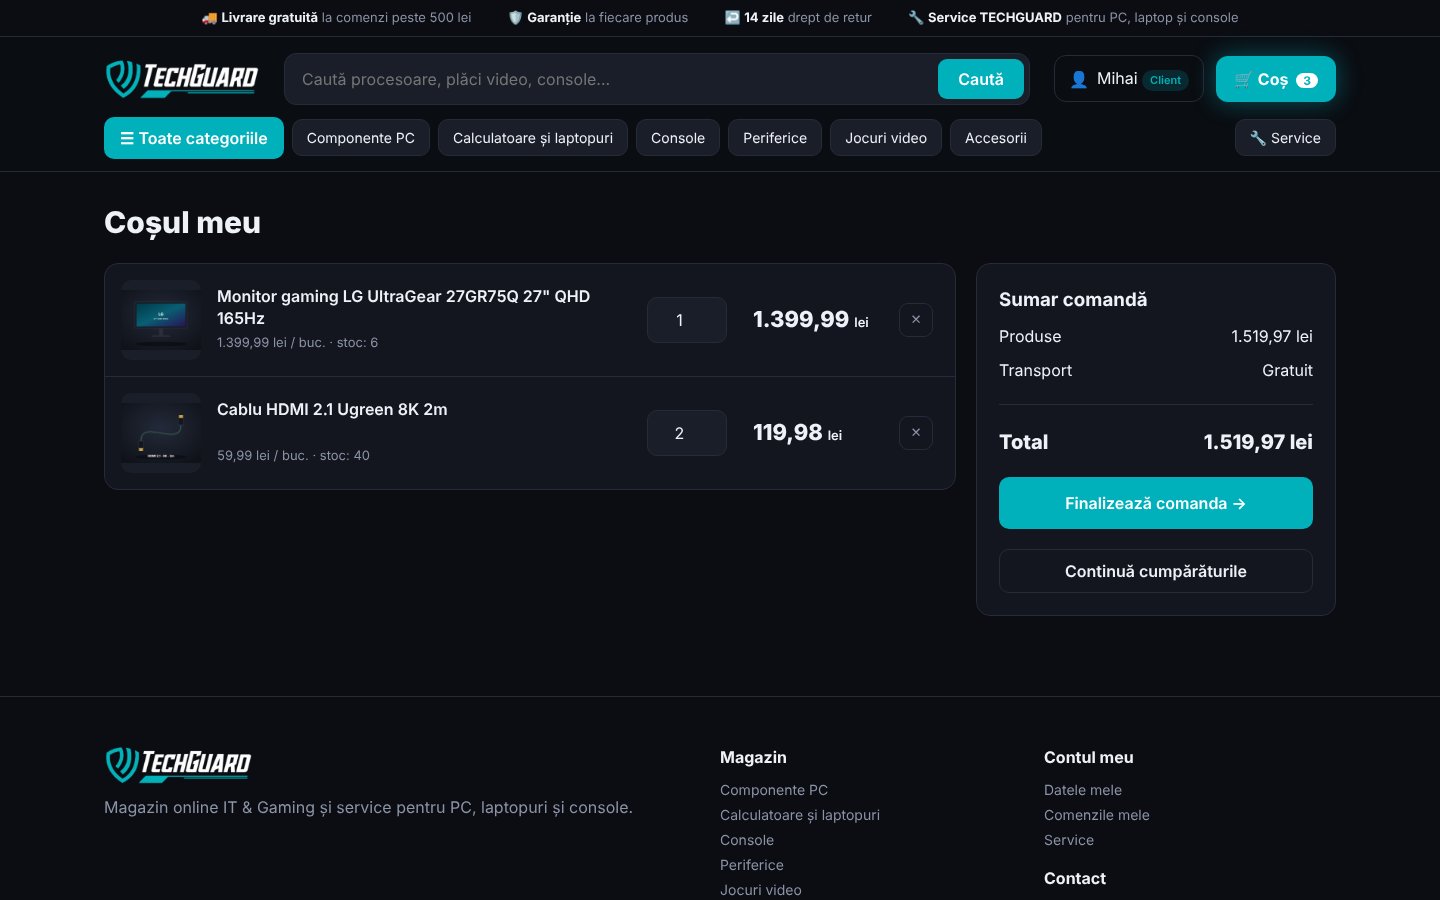 🚚 Livrare gratuită la comenzi peste 500 lei 🛡️ Garanție la fiecare produs ↩️ 14 zile drept de retur 🔧 Service TECHGUARD pentru PC, laptop și console
TECHGUARD Caută procesoare, plăci video, console... Caută 👤 Mihai Client 🛒 Coș 3
☰ Toate categoriile Componente PC Calculatoare și laptopuri Console Periferice Jocuri video Accesorii 🔧 Service
Coșul meu
Monitor gaming LG UltraGear 27GR75Q 27" QHD
165Hz
1.399,99 lei / buc. · stoc: 6
1
1.399,99 lei
×
Cablu HDMI 2.1 Ugreen 8K 2m
59,99 lei / buc. · stoc: 40
2
119,98 lei
×
Sumar comandă
Produse 1.519,97 lei
Transport Gratuit
Total 1.519,97 lei
Finalizează comanda →
Continuă cumpărăturile
TECHGUARD
Magazin online IT & Gaming și service pentru PC, laptopuri și console.
Magazin
Componente PC
Calculatoare și laptopuri
Console
Periferice
Jocuri video
Contul meu
Datele mele
Comenzile mele
Service
Contact